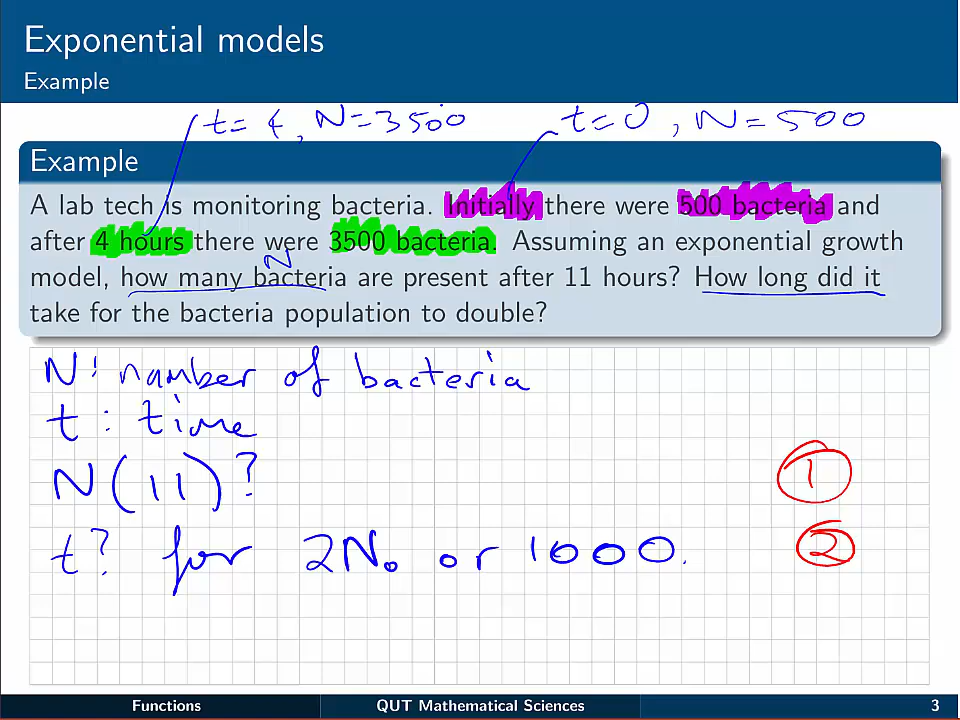 Exponential models
Example
t=4, N=3500
t=0, N=500
Example
A lab tech is monitoring bacteria. Initially there were 500 bacteria and
after 4 hours there were 3500 bacteria. Assuming an exponential growth
N
model, how many bacteria are present after 11 hours? How long did it
take for the bacteria population to double?
N: number of bacteria
t: time
N(11)?
1
t? for 2N₀ or 1000.
2
Functions
QUT Mathematical Sciences
3